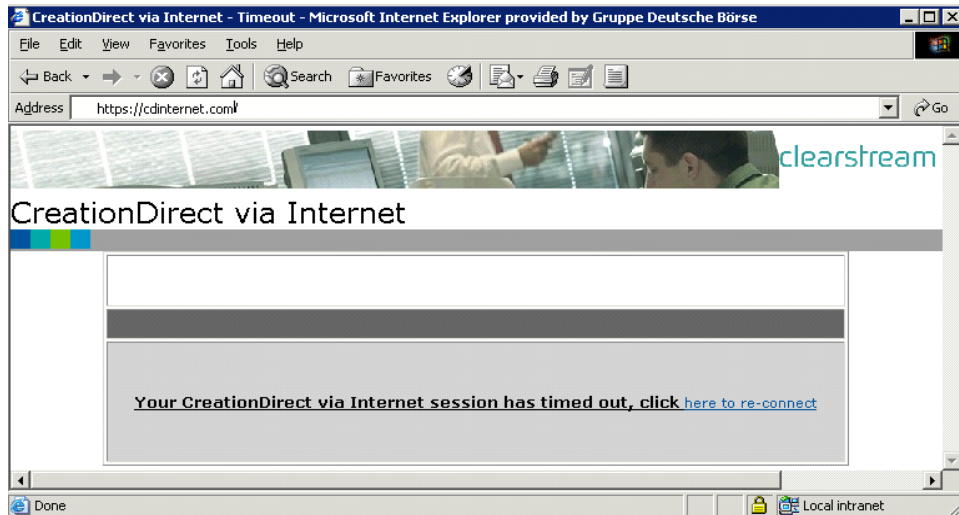 CreationDirect via Internet - Timeout - Microsoft Internet Explorer provided by Gruppe Deutsche Börse
File Edit View Favorites Tools Help
Back Search Favorites
Address https://cdinternet.com/ Go
clearstream
CreationDirect via Internet
Your CreationDirect via Internet session has timed out, click here to re-connect
Done Local intranet